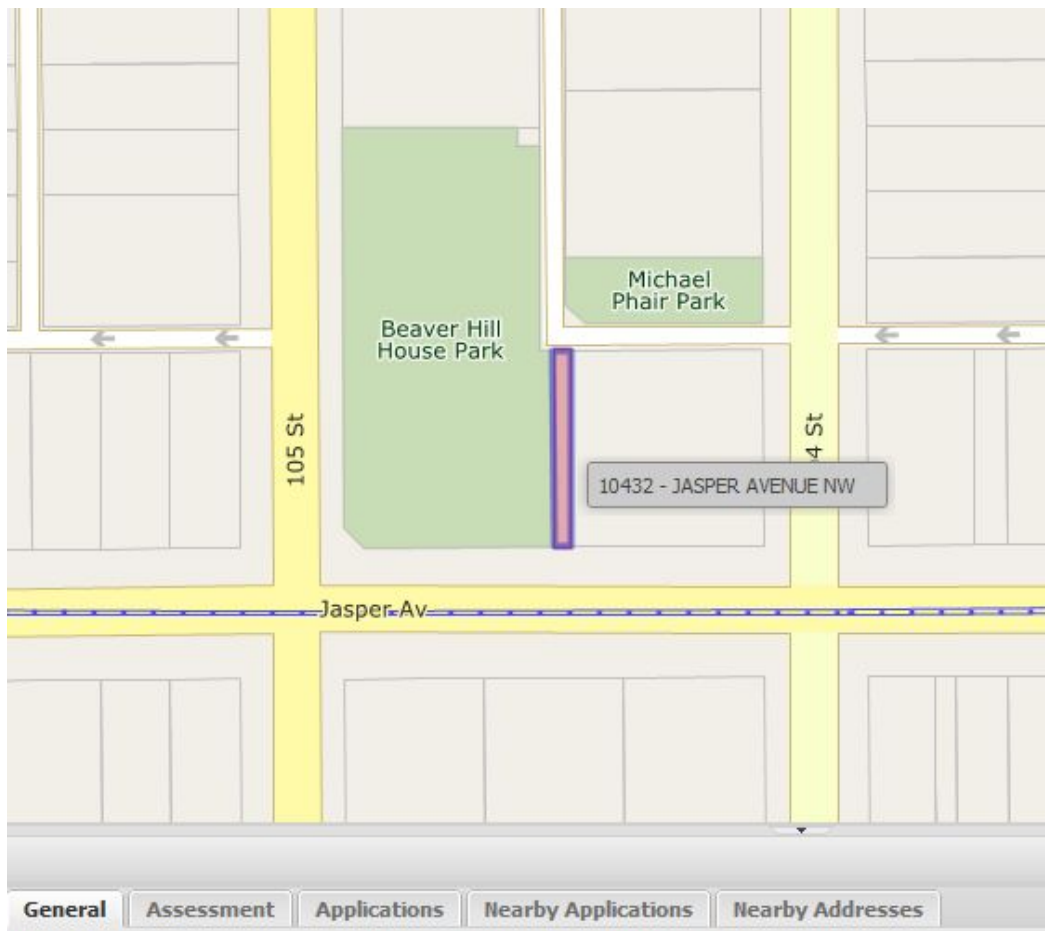 Michael
Phair Park
Beaver Hill
House Park
105 St
4 St
10432 - JASPER AVENUE NW
Jasper Av
General
Assessment
Applications
Nearby Applications
Nearby Addresses